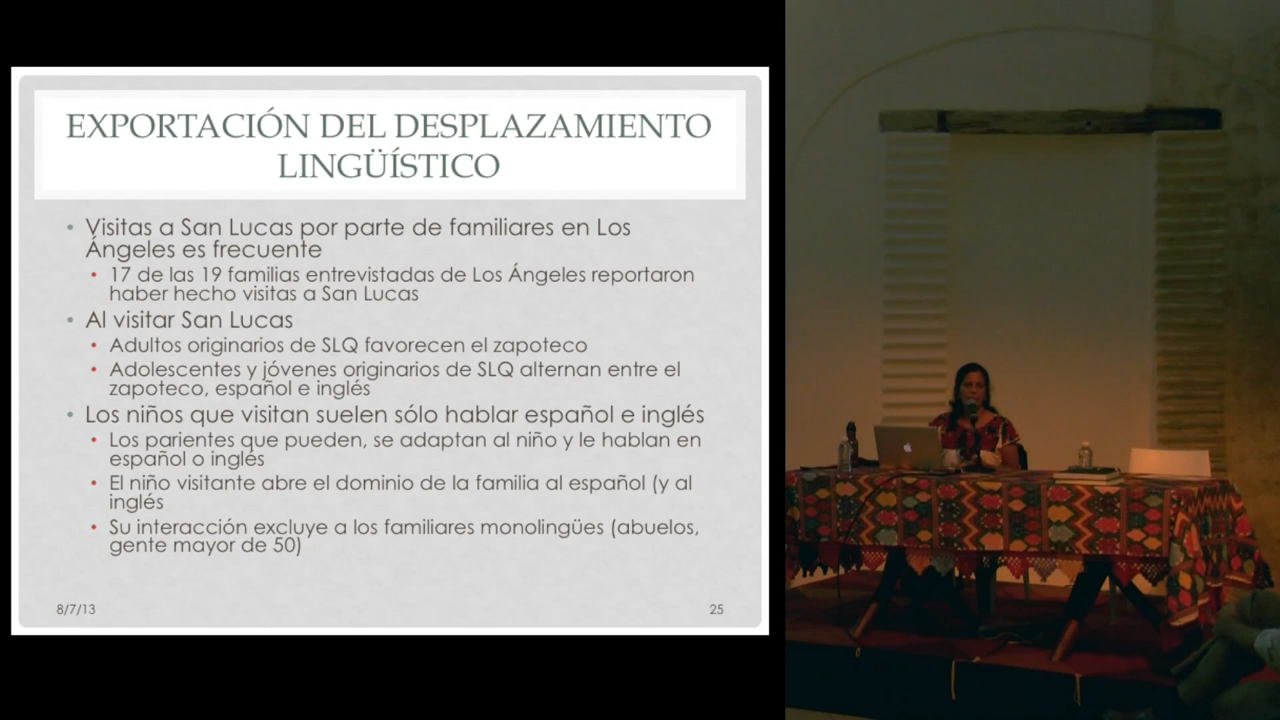 EXPORTACIÓN DEL DESPLAZAMIENTO
LINGÜÍSTICO
• Visitas a San Lucas por parte de familiares en Los
Ángeles es frecuente
• 17 de las 19 familias entrevistadas de Los Ángeles reportaron
haber hecho visitas a San Lucas
• Al visitar San Lucas
• Adultos originarios de SLQ favorecen el zapoteco
• Adolescentes y jóvenes originarios de SLQ alternan entre el
zapoteco, español e inglés
• Los niños que visitan suelen sólo hablar español e inglés
• Los parientes que pueden, se adaptan al niño y le hablan en
español o inglés
• El niño visitante abre el dominio de la familia al español (y al
inglés
• Su interacción excluye a los familiares monolingües (abuelos,
gente mayor de 50)
8/7/13
25